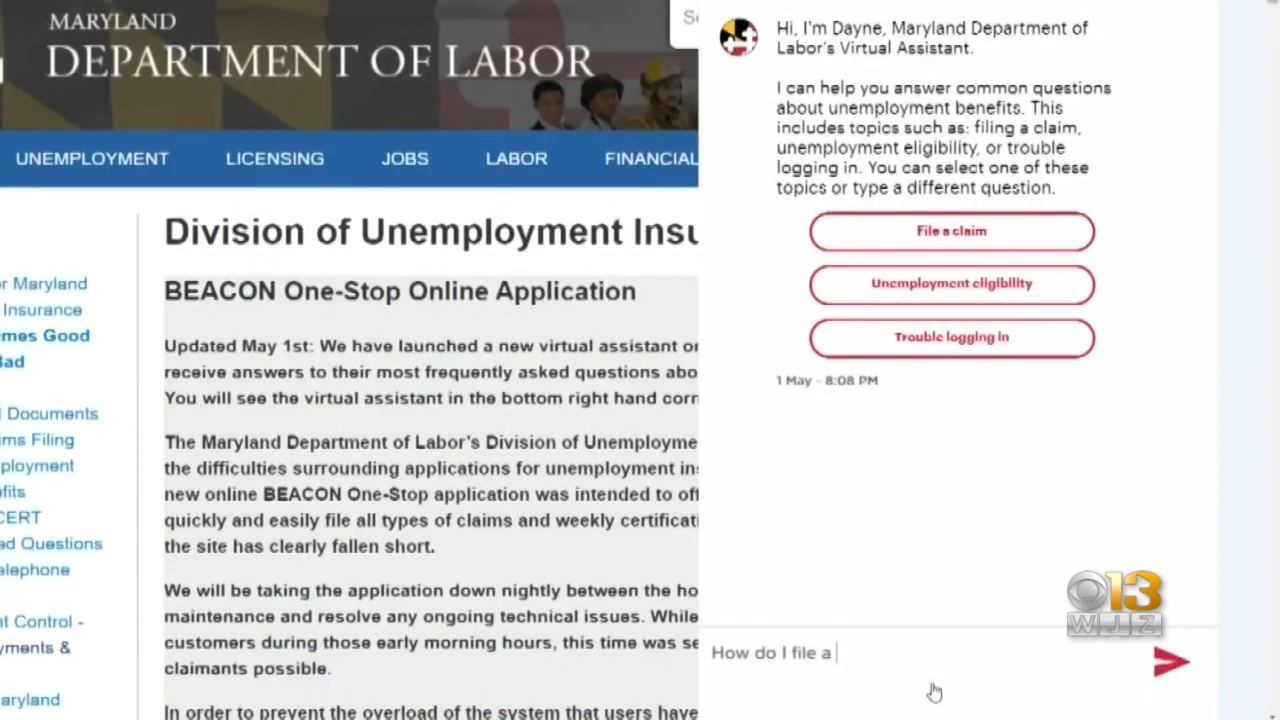 MARYLAND
DEPARTMENT OF LABOR
UNEMPLOYMENT LICENSING JOBS LABOR FINANCIAL
r Maryland
Insurance
mes Good
Bad
Documents
ims Filing
ployment
fits
CERT
ed Questions
elephone
nt Control -
yments &
aryland
Division of Unemployment Insu
BEACON One-Stop Online Application
Updated May 1st: We have launched a new virtual assistant or
receive answers to their most frequently asked questions abo
You will see the virtual assistant in the bottom right hand corn
The Maryland Department of Labor's Division of Unemployme
the difficulties surrounding applications for unemployment ins
new online BEACON One-Stop application was intended to off
quickly and easily file all types of claims and weekly certificati
the site has clearly fallen short.
We will be taking the application down nightly between the ho
maintenance and resolve any ongoing technical issues. While
customers during those early morning hours, this time was se
claimants possible.
In order to prevent the overload of the system that users have
Se
Hi, I'm Dayne, Maryland Department of
Labor's Virtual Assistant.
I can help you answer common questions
about unemployment benefits. This
includes topics such as: filing a claim,
unemployment eligibility, or trouble
logging in. You can select one of these
topics or type a different question.
File a claim
Unemployment eligibility
Trouble logging in
1 May - 8:08 PM
13
WJZ
How do I file a